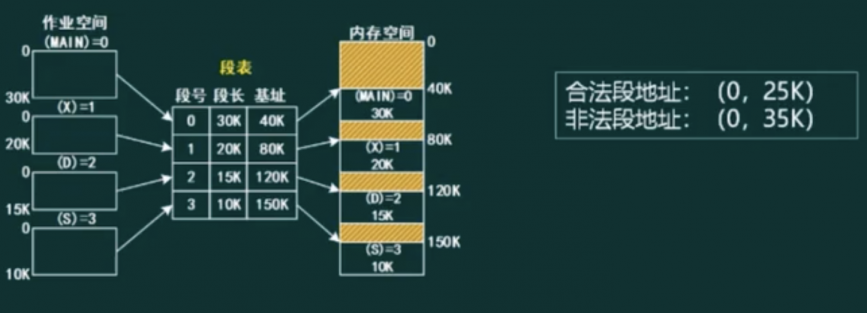 作业空间
(MAIN)=0
0
30K
(X)=1
0
20K
(D)=2
0
15K
(S)=3
0
10K
段表
段号 段长 基址
0 30K 40K
1 20K 80K
2 15K 120K
3 10K 150K
内存空间
0
40K
(MAIN)=0
30K
80K
(X)=1
20K
120K
(D)=2
15K
150K
(S)=3
10K
合法段地址： (0, 25K)
非法段地址： (0, 35K)